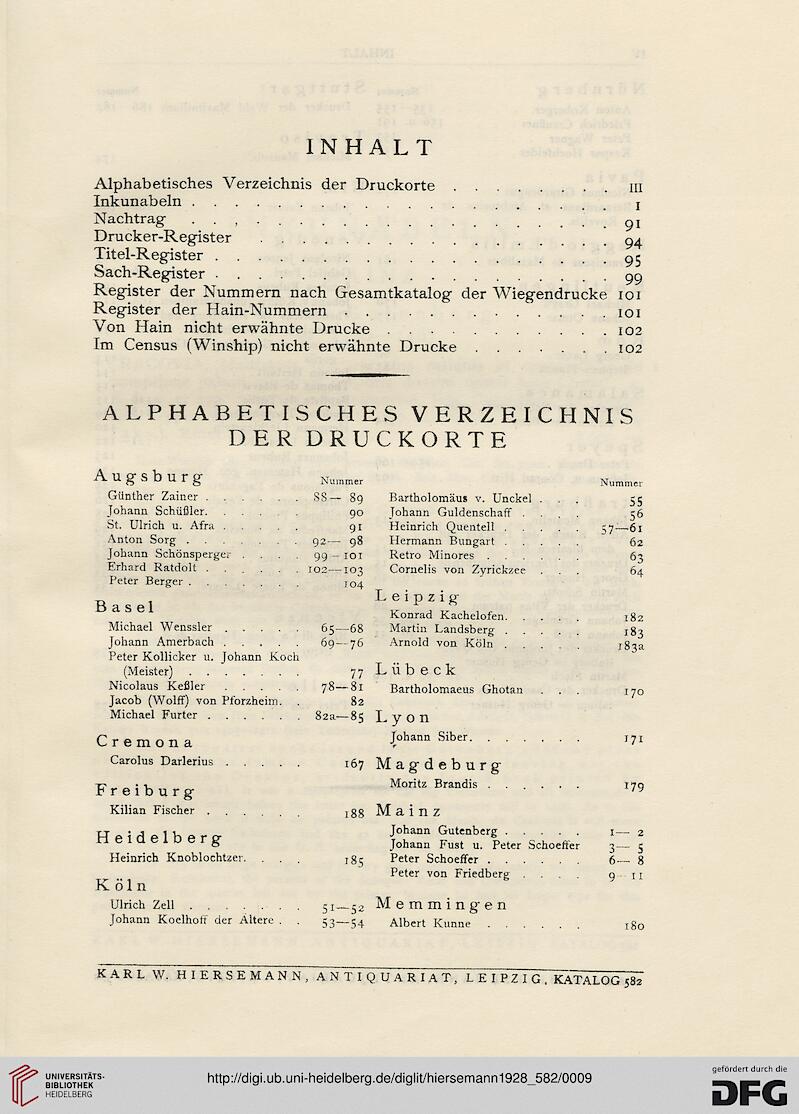 INHALT
Alphabetisches Verzeichnis der Druckorte . . . . . . . . III
Inkunabeln . . . . . . . . . . . . . . . . . . . . 1
Nachtrag . . . . . . . . . . . . . . . . . . . 91
Drucker-Register . . . . . . . . . . . . . . . . . 94
Titel-Register . . . . . . . . . . . . . . . . . . . 95
Sach-Register . . . . . . . . . . . . . . . . . . . 99
Register der Nummern nach Gesamtkatalog der Wiegendrucke 101
Register der Hain-Nummern . . . . . . . . . . . . . 101
Von Hain nicht erwähnte Drucke . . . . . . . . . . . 102
Im Census (Winship) nicht erwähnte Drucke . . . . . . . 102
ALPHABETISCHES VERZEICHNIS
DER DRUCKORTE
Augsburg Nummer
Günther Zainer . . . . . . 88— 89
Johann Schüßler. . . . . . 90
St. Ulrich u. Afra . . . . . 91
Anton Sorg . . . . . . . 92— 98
Johann Schönsperger . . . . 99—101
Erhard Ratdolt . . . . . . 102—103
Peter Berger . . . . . . . 104
Basel
Michael Wenssler . . . . . 65—68
Johann Amerbach . . . . . 69—76
Peter Kollicker u. Johann Koch
(Meister) . . . . . . . 77
Nicolaus Keßler . . . . . 78—81
Jacob (Wolff) von Pforzheim. . 82
Michael Furter . . . . . . 82a—85
Cremona
Carolus Darlerius . . . . . 167
Freiburg
Kilian Fischer . . . . . . 188
Heidelberg
Heinrich Knoblochtzer. . . . 185
Köln
Ulrich Zell . . . . . . . 51—52
Johann Koelhoff der Ältere . . 53—54
Nummer
Bartholomäus v. Unckel . . . 55
Johann Guldenschaff . . . . 56
Heinrich Quentell . . . . . 57—61
Hermann Bungart . . . . . 62
Retro Minores . . . . . . 63
Cornelis von Zyrickzee . . . 64
Leipzig
Konrad Kachelofen. . . . . 182
Martin Landsberg . . . . . 183
Arnold von Köln . . . . . 183a
Lübeck
Bartholomaeus Ghotan . . . 170
Lyon
Johann Siber. . . . . . . 171
Magdeburg
Moritz Brandis . . . . . . 179
Mainz
Johann Gutenberg . . . . . 1— 2
Johann Fust u. Peter Schoeffer 3— 5
Peter Schoeffer . . . . . . 6— 8
Peter von Friedberg . . . . 9—11
Memmingen
Albert Kunne . . . . . . 180
KARL W. HIERSEMANN, ANTIQUARIAT, LEIPZIG, KATALOG 582
UNIVERSITÄTS-
BIBLIOTHEK
HEIDELBERG
http://digi.ub.uni-heidelberg.de/diglit/hiersemann1928_582/0009
gefördert durch die
DFG